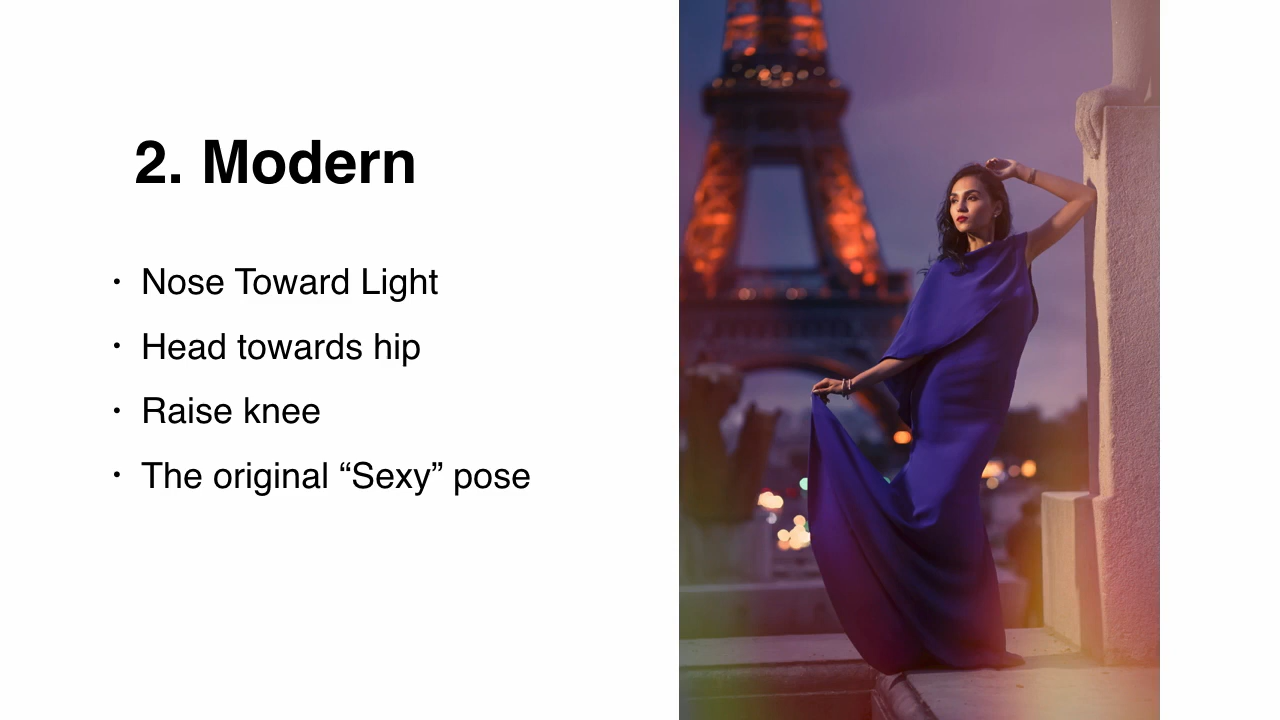 2. Modern
· Nose Toward Light
· Head towards hip
· Raise knee
· The original “Sexy” pose